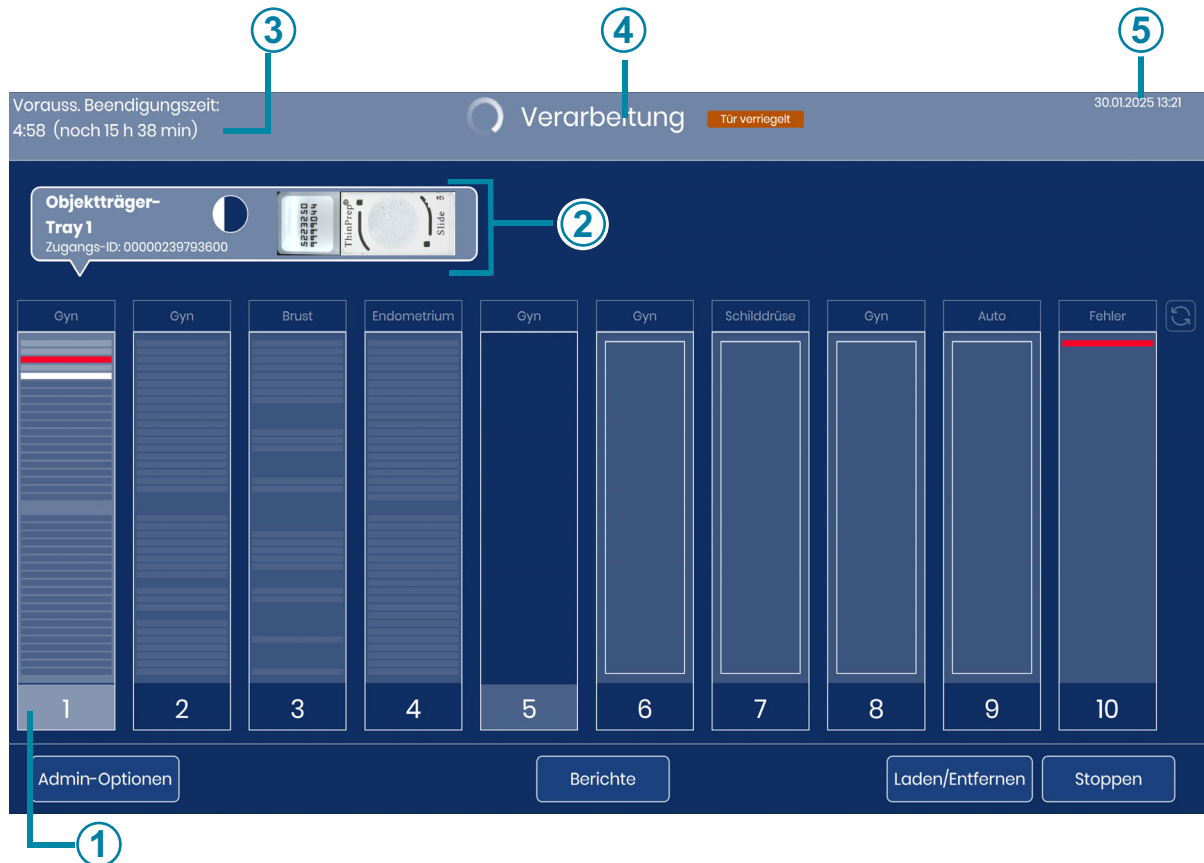 3
4
5
Vorauss. Beendigungszeit:
4:58 (noch 15 h 38 min)
Verarbeitung
Tür verriegelt
30.01.2025 13:21
Objektträger-
Tray 1
Zugangs-ID: 00000239793600
5223250
9999044
ThinPrep®
Slide
2
Gyn
Gyn
Brust
Endometrium
Gyn
Gyn
Schilddrüse
Gyn
Auto
Fehler
1
2
3
4
5
6
7
8
9
10
Admin-Optionen
Berichte
Laden/Entfernen
Stoppen
1